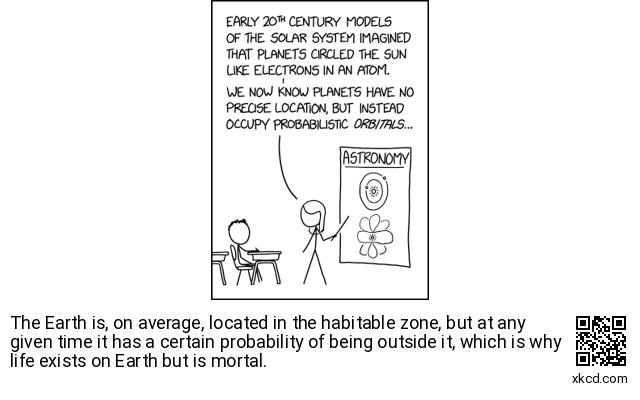 EARLY 20TH CENTURY MODELS
OF THE SOLAR SYSTEM IMAGINED
THAT PLANETS CIRCLED THE SUN
LIKE ELECTRONS IN AN ATOM.
WE NOW KNOW PLANETS HAVE NO
PRECISE LOCATION, BUT INSTEAD
OCCUPY PROBABILISTIC ORBITALS...
ASTRONOMY
The Earth is, on average, located in the habitable zone, but at any
given time it has a certain probability of being outside it, which is why
life exists on Earth but is mortal.
xkcd.com